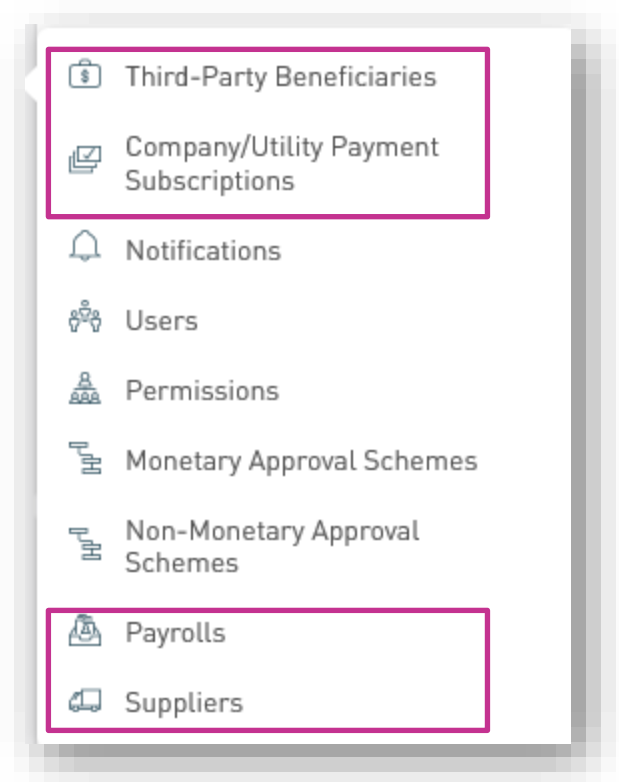 Third-Party Beneficiaries
Company/Utility Payment
Subscriptions
Notifications
Users
Permissions
Monetary Approval Schemes
Non-Monetary Approval
Schemes
Payrolls
Suppliers